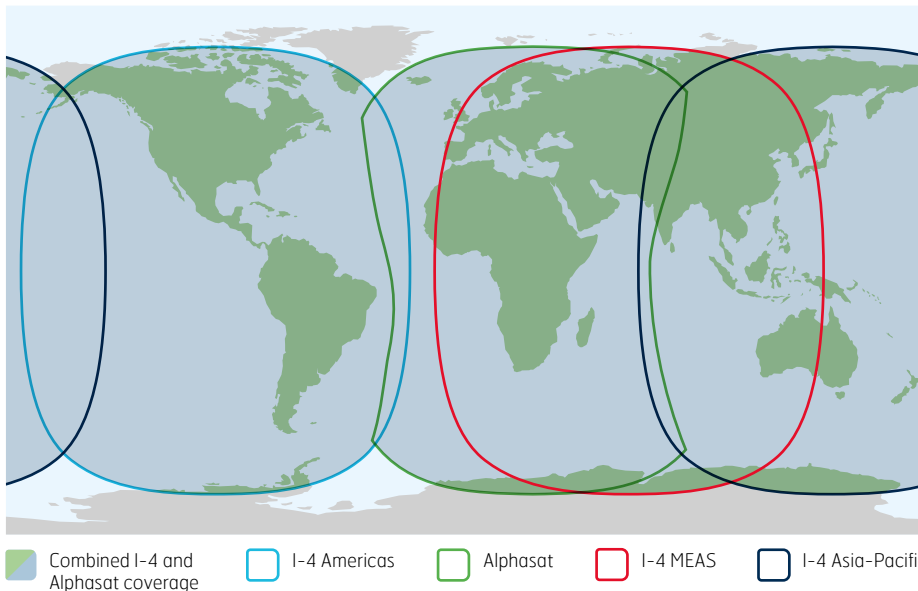 Combined I-4 and
Alphasat coverage
I-4 Americas
Alphasat
I-4 MEAS
I-4 Asia-Pacifi